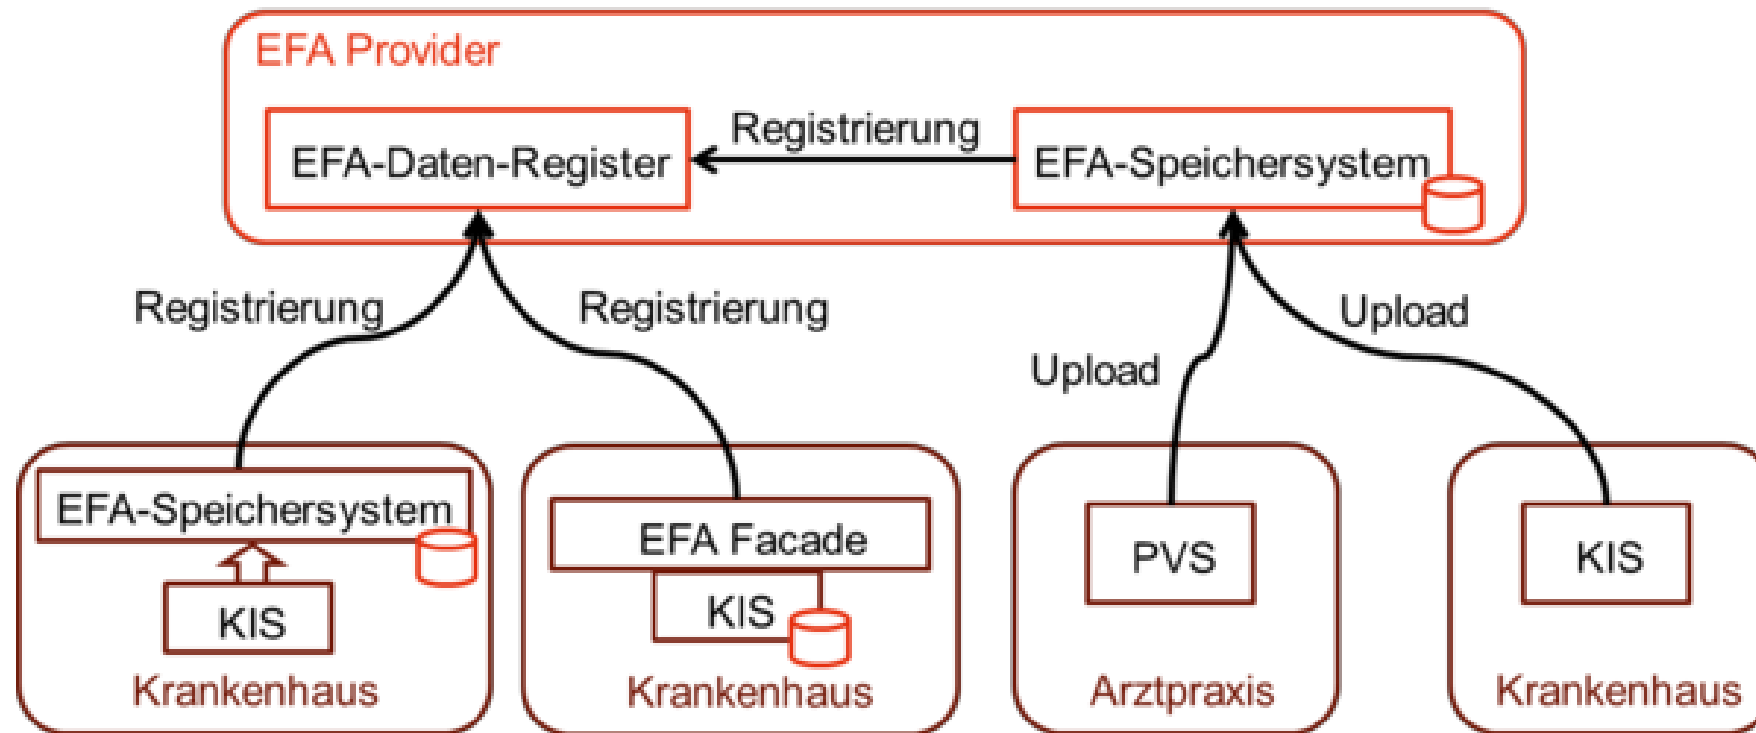 EFA Provider
EFA-Daten-Register
Registrierung
EFA-Speichersystem
Registrierung
Registrierung
Upload
Upload
EFA-Speichersystem
KIS
Krankenhaus
EFA Facade
KIS
Krankenhaus
PVS
Arztpraxis
KIS
Krankenhaus